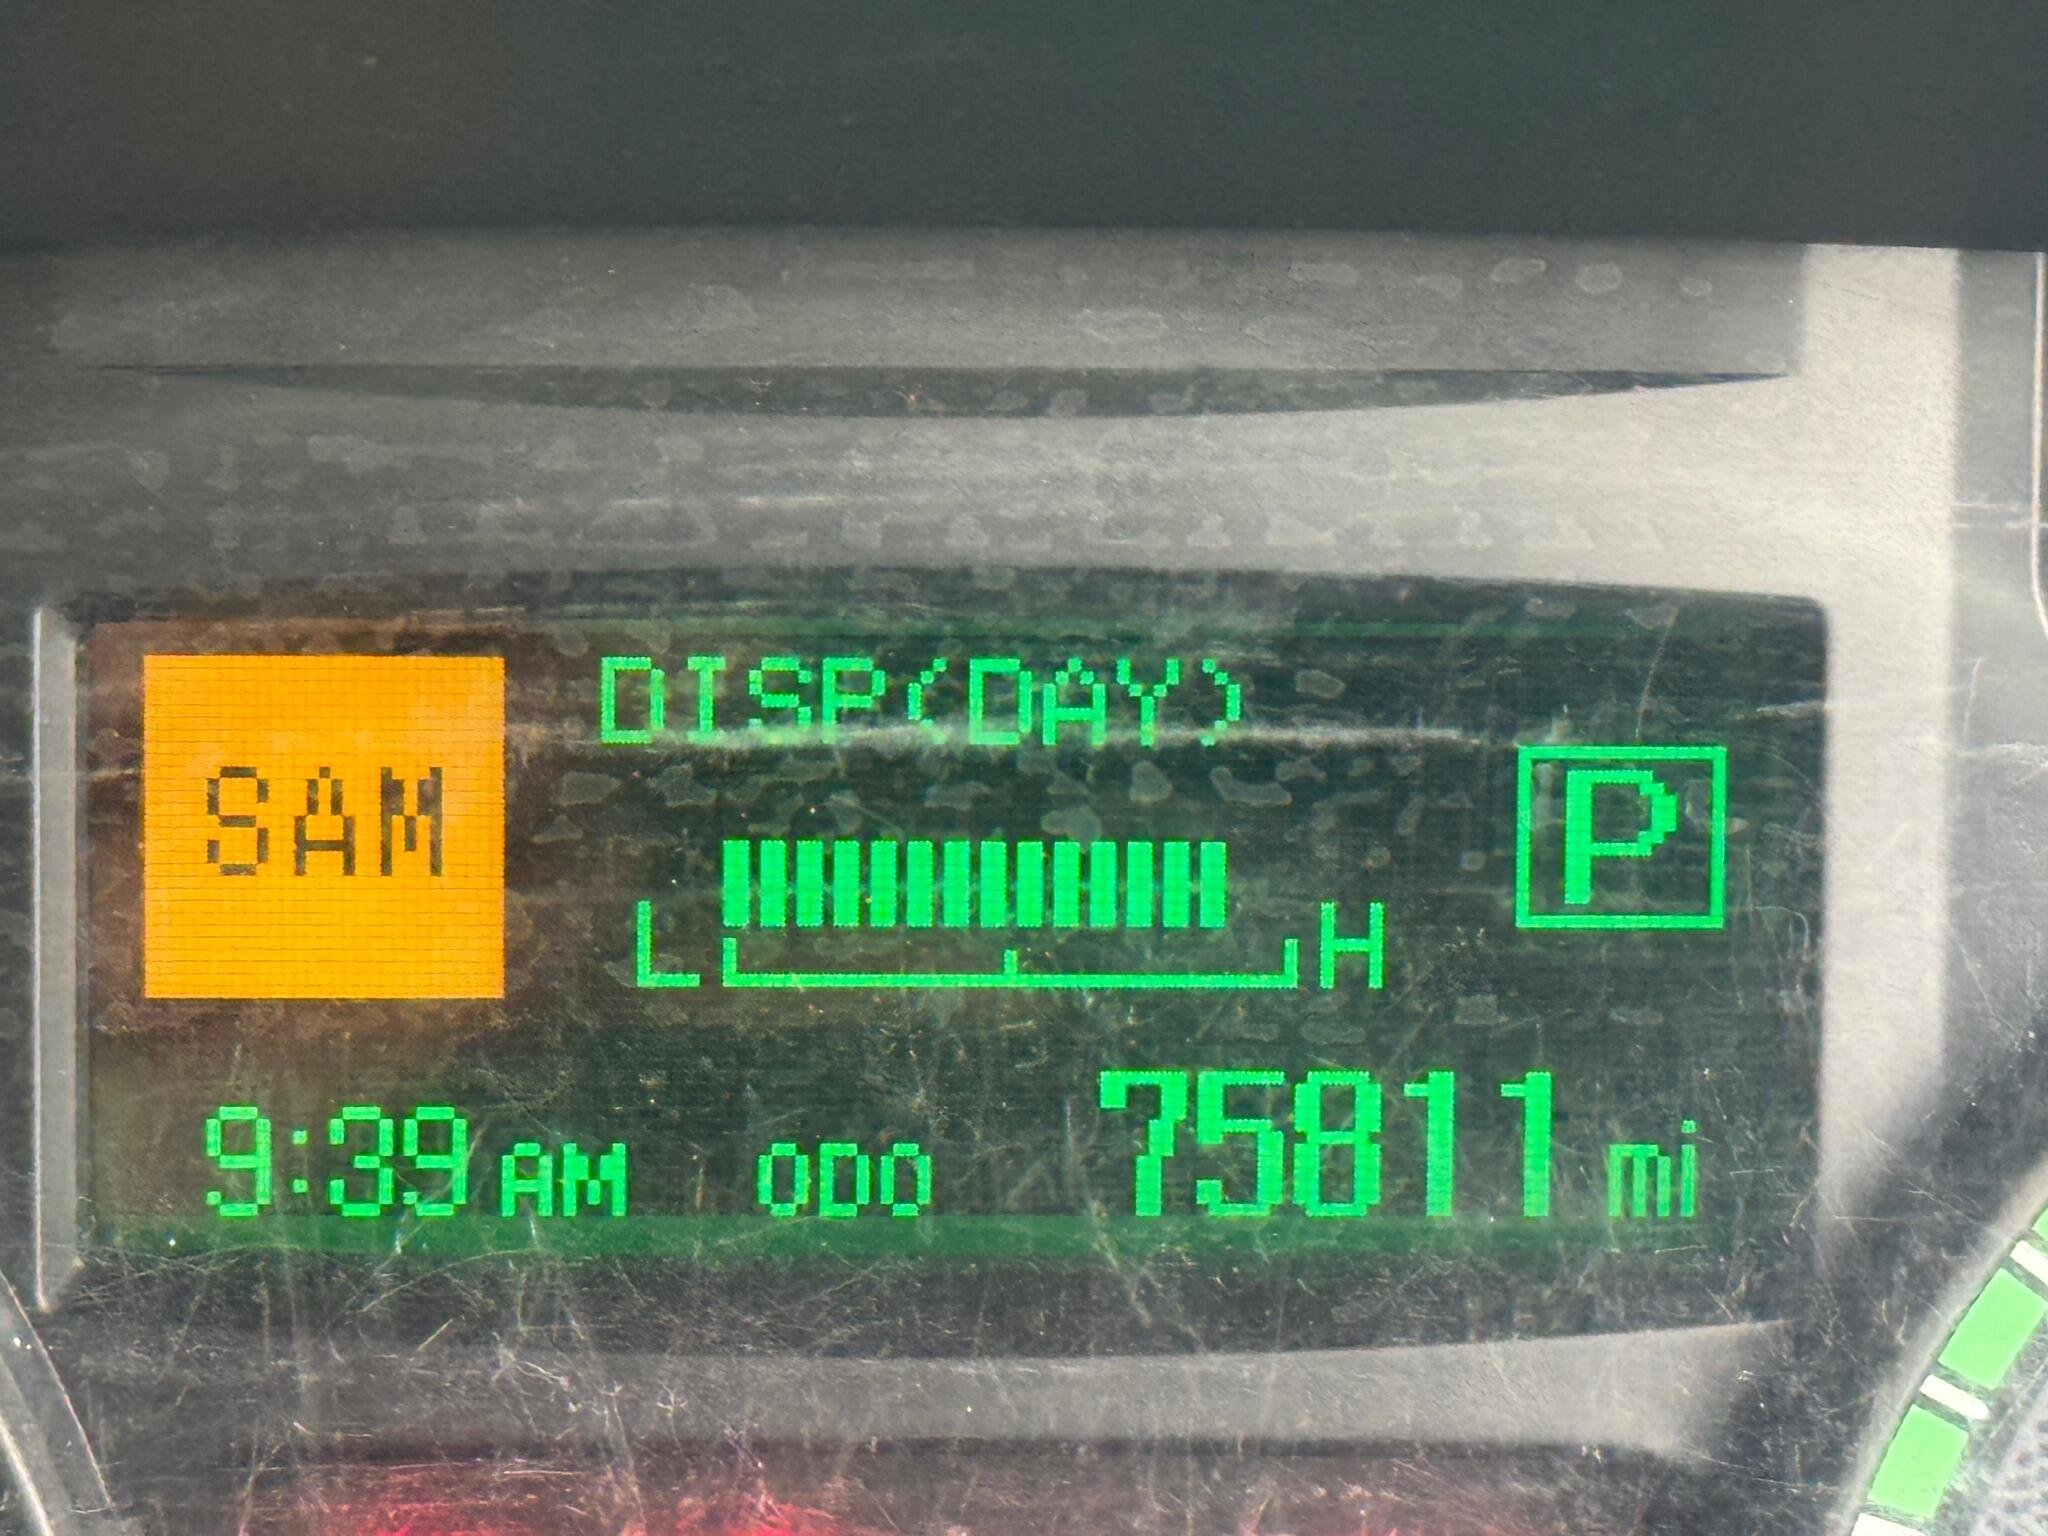 DISP(DAY)
SAM
P
L H
9:39 AM ODO 75811 mi